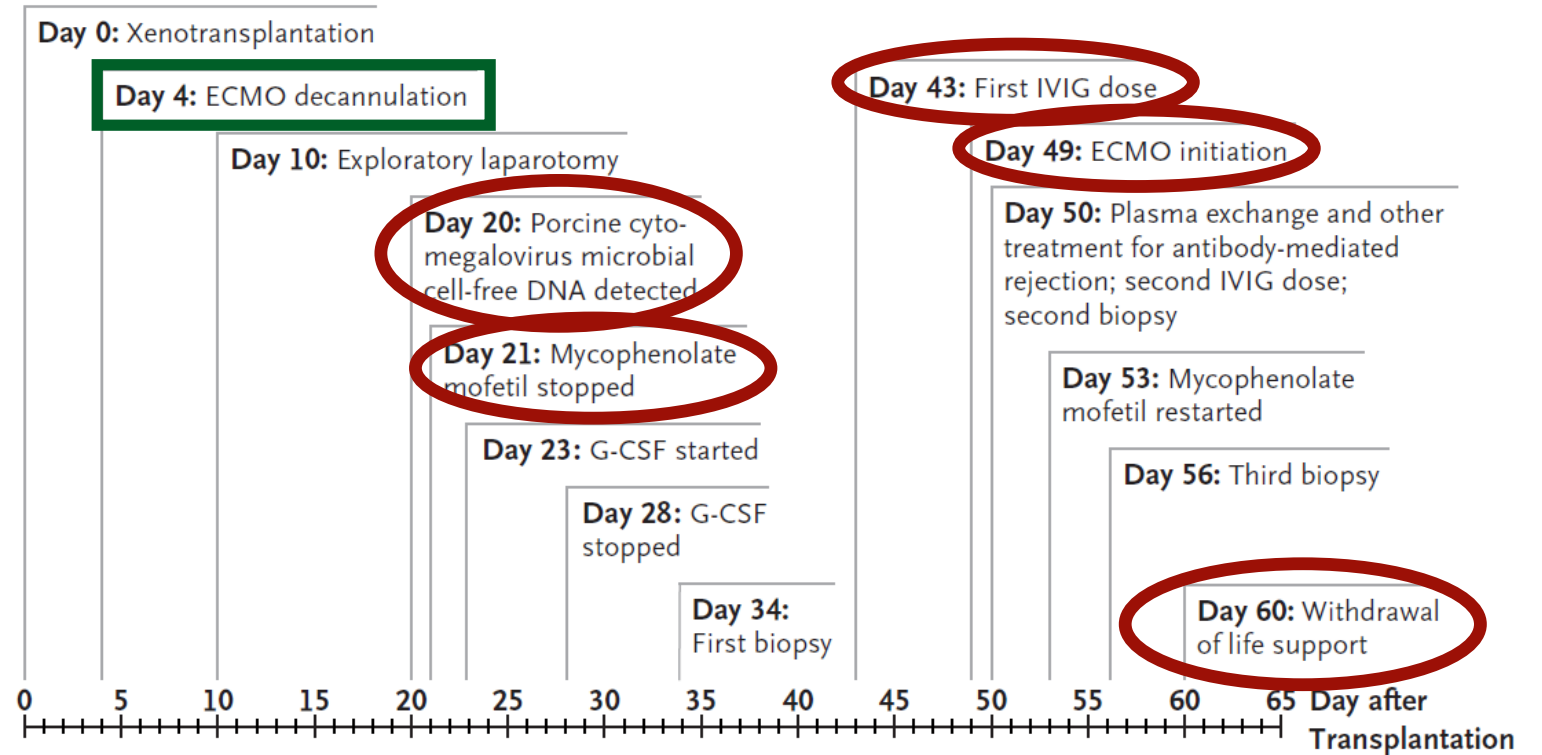 Day 0: Xenotransplantation
Day 4: ECMO decannulation
Day 10: Exploratory laparotomy
Day 20: Porcine cyto-
megalovirus microbial
cell-free DNA detected
Day 21: Mycophenolate
mofetil stopped
Day 23: G-CSF started
Day 28: G-CSF
stopped
Day 34:
First biopsy
Day 43: First IVIG dose
Day 49: ECMO initiation
Day 50: Plasma exchange and other
treatment for antibody-mediated
rejection; second IVIG dose;
second biopsy
Day 53: Mycophenolate
mofetil restarted
Day 56: Third biopsy
Day 60: Withdrawal
of life support
0 5 10 15 20 25 30 35 40 45 50 55 60 65 Day after
Transplantation